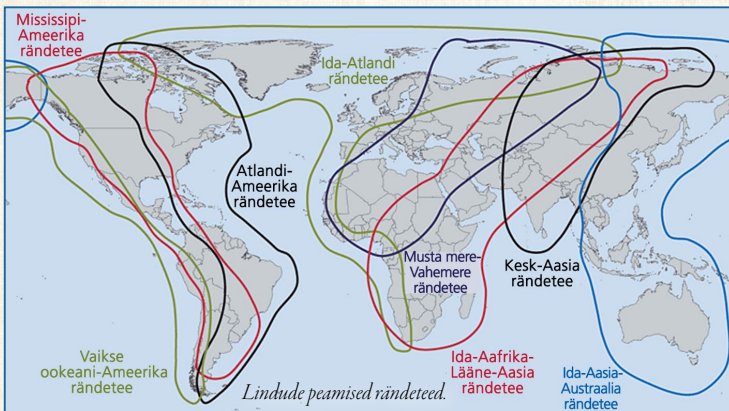 Mississipi-
Ameerika
rändetee
Ida-Atlandi
rändetee
Atlandi-
Ameerika
rändetee
Musta mere-
Vahemere
rändetee
Kesk-Aasia
rändetee
Vaikse
ookeani-Ameerika
rändetee
Ida-Aafrika-
Lääne-Aasia
rändetee
Ida-Aasia-
Austraalia
rändetee
Lindude peamised rändeteed.